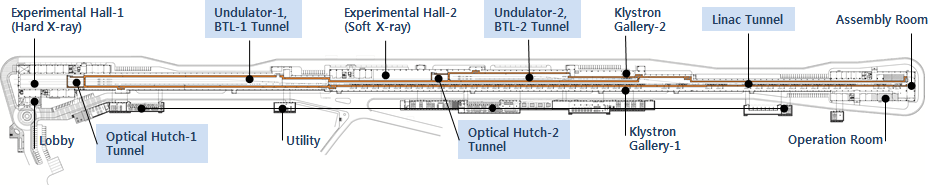 Experimental Hall-1
(Hard X-ray)
Undulator-1,
BTL-1 Tunnel
Experimental Hall-2
(Soft X-ray)
Undulator-2,
BTL-2 Tunnel
Klystron
Gallery-2
Linac Tunnel
Assembly Room
Lobby
Optical Hutch-1
Tunnel
Utility
Optical Hutch-2
Tunnel
Klystron
Gallery-1
Operation Room